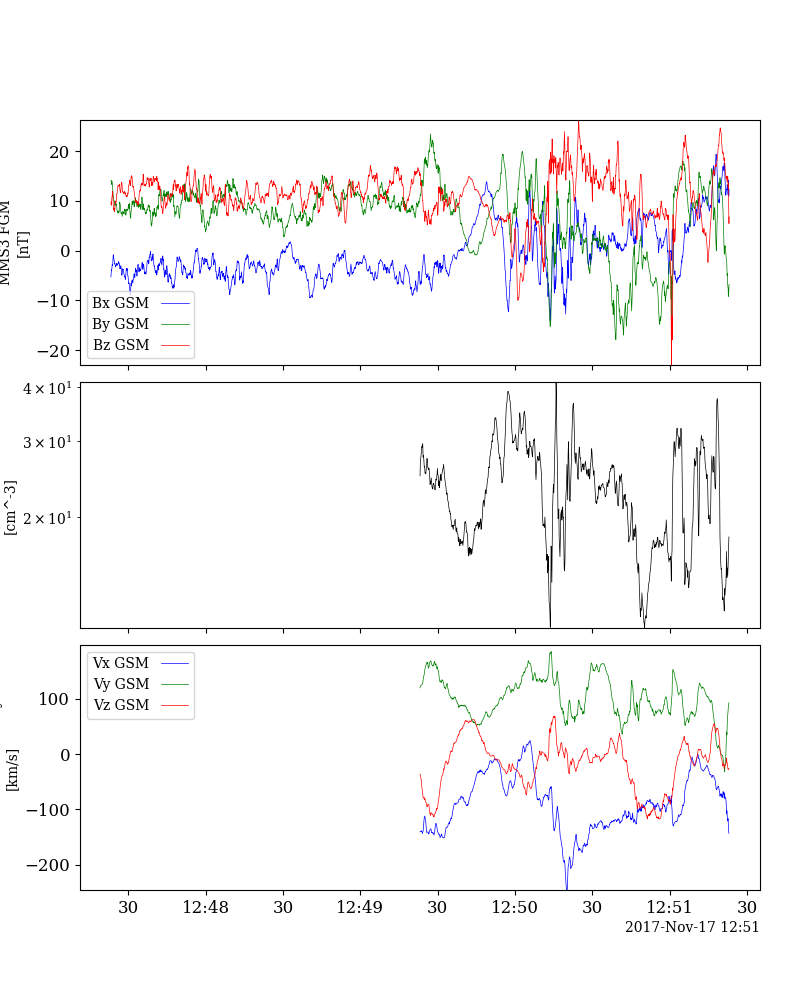 MMS3 FGM
[nT]
20
10
0
−10
−20
Bx GSM
By GSM
Bz GSM
4×10¹
3×10¹
2×10¹
[cm^-3]
100
0
−100
−200
[km/s]
Vx GSM
Vy GSM
Vz GSM
30 12:48 30 12:49 30 12:50 30 12:51 30
2017-Nov-17 12:51